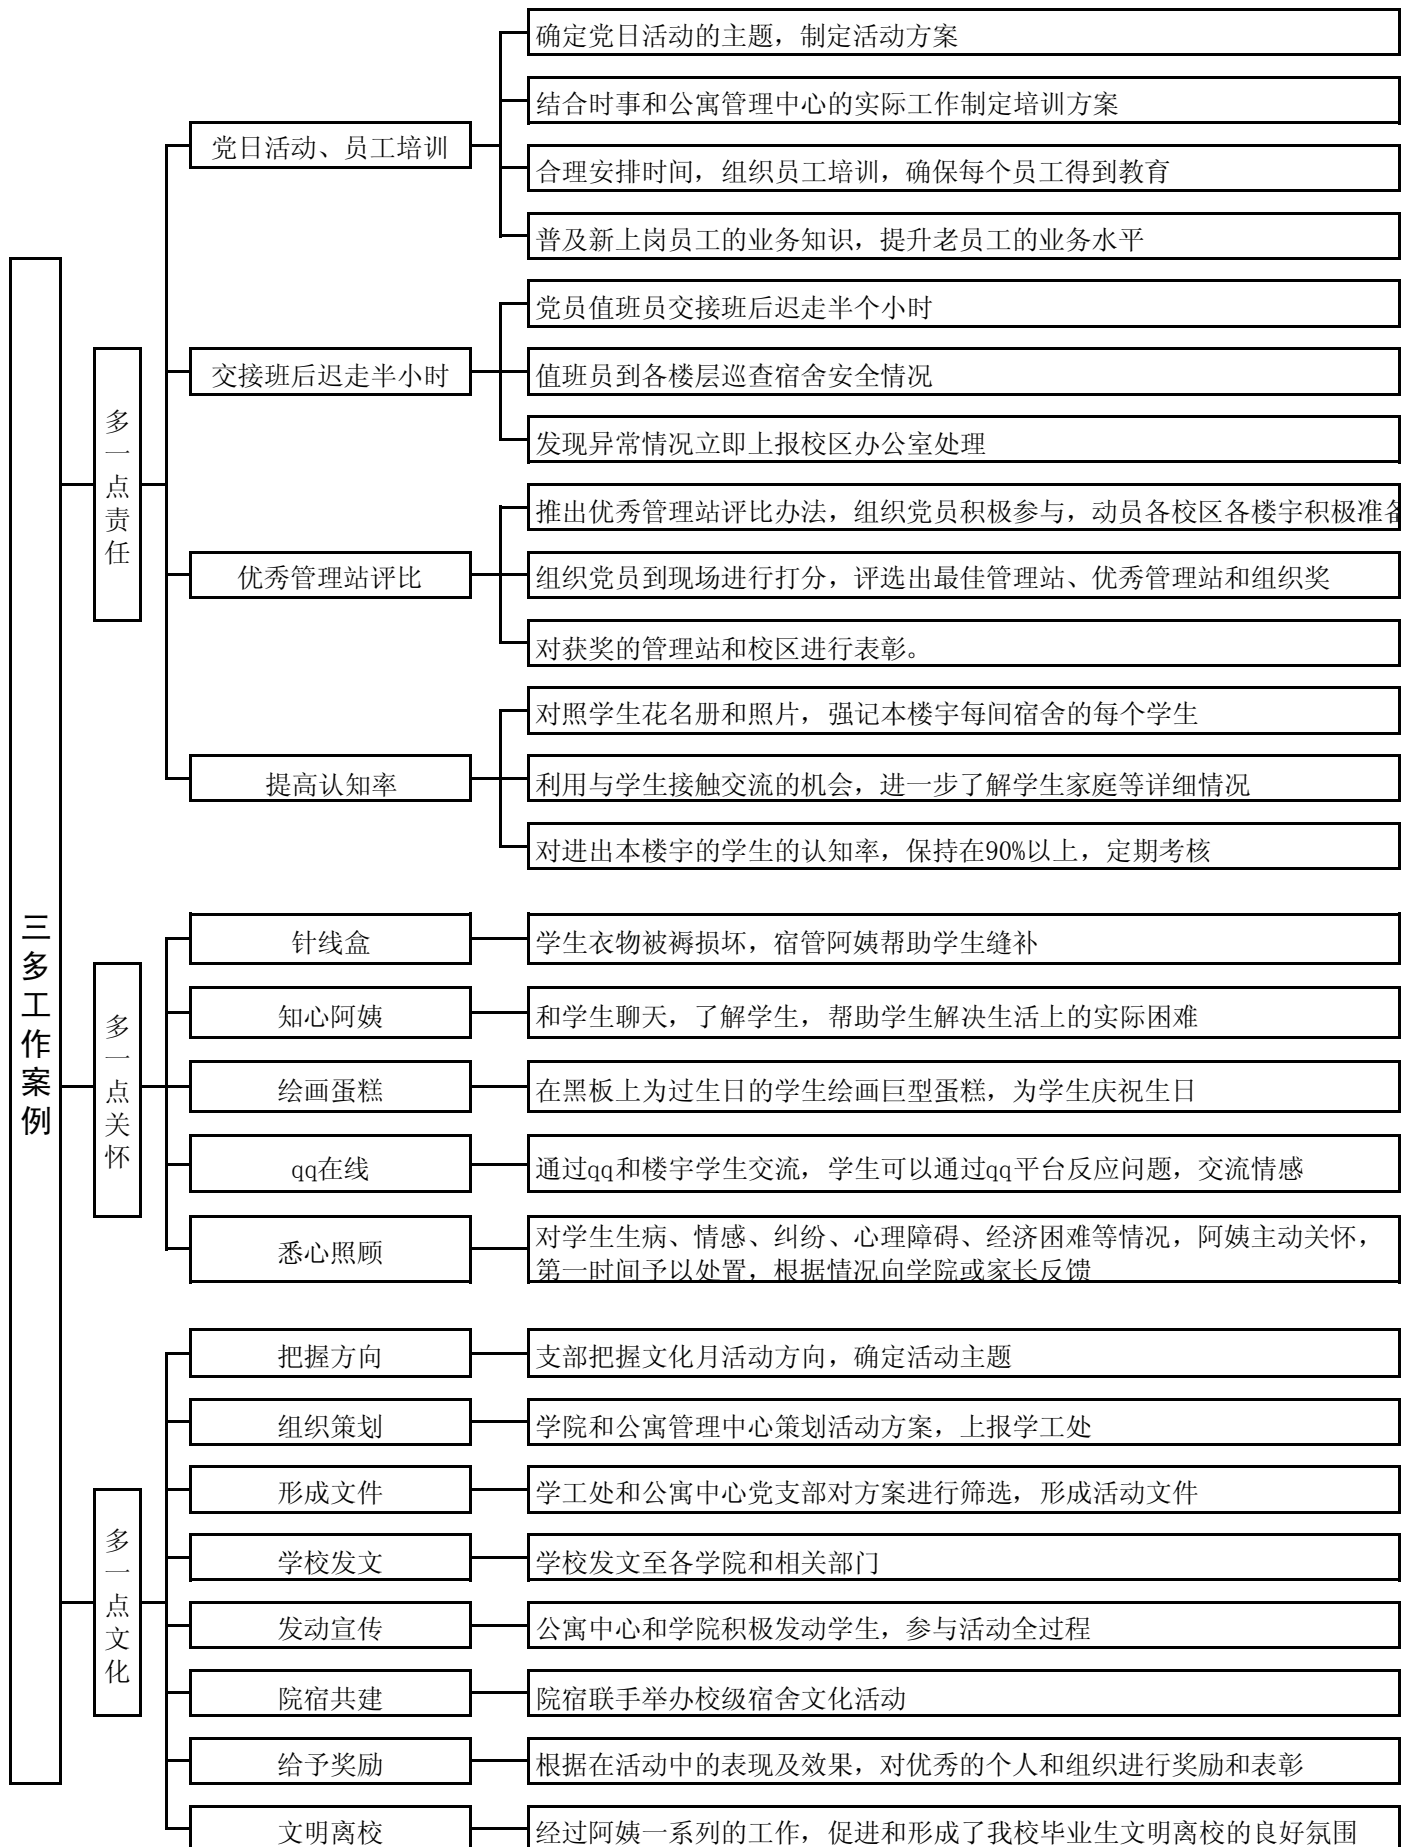 三多工作案例
多一点责任
党日活动、员工培训
确定党日活动的主题，制定活动方案
结合时事和公寓管理中心的实际工作制定培训方案
合理安排时间，组织员工培训，确保每个员工得到教育
普及新上岗员工的业务知识，提升老员工的业务水平
交接班后迟走半小时
党员值班员交接班后迟走半个小时
值班员到各楼层巡查宿舍安全情况
发现异常情况立即上报校区办公室处理
优秀管理站评比
推出优秀管理站评比办法，组织党员积极参与，动员各校区各楼宇积极准备
组织党员到现场进行打分，评选出最佳管理站、优秀管理站和组织奖
对获奖的管理站和校区进行表彰。
提高认知率
对照学生花名册和照片，强记本楼宇每间宿舍的每个学生
利用与学生接触交流的机会，进一步了解学生家庭等详细情况
对进出本楼宇的学生的认知率，保持在90%以上，定期考核
多一点关怀
针线盒
学生衣物被褥损坏，宿管阿姨帮助学生缝补
知心阿姨
和学生聊天，了解学生，帮助学生解决生活上的实际困难
绘画蛋糕
在黑板上为过生日的学生绘画巨型蛋糕，为学生庆祝生日
qq在线
通过qq和楼宇学生交流，学生可以通过qq平台反应问题，交流情感
悉心照顾
对学生生病、情感、纠纷、心理障碍、经济困难等情况，阿姨主动关怀，
第一时间予以处置，根据情况向学院或家长反馈
多一点文化
把握方向
支部把握文化月活动方向，确定活动主题
组织策划
学院和公寓管理中心策划活动方案，上报学工处
形成文件
学工处和公寓中心党支部对方案进行筛选，形成活动文件
学校发文
学校发文至各学院和相关部门
发动宣传
公寓中心和学院积极发动学生，参与活动全过程
院宿共建
院宿联手举办校级宿舍文化活动
给予奖励
根据在活动中的表现及效果，对优秀的个人和组织进行奖励和表彰
文明离校
经过阿姨一系列的工作，促进和形成了我校毕业生文明离校的良好氛围